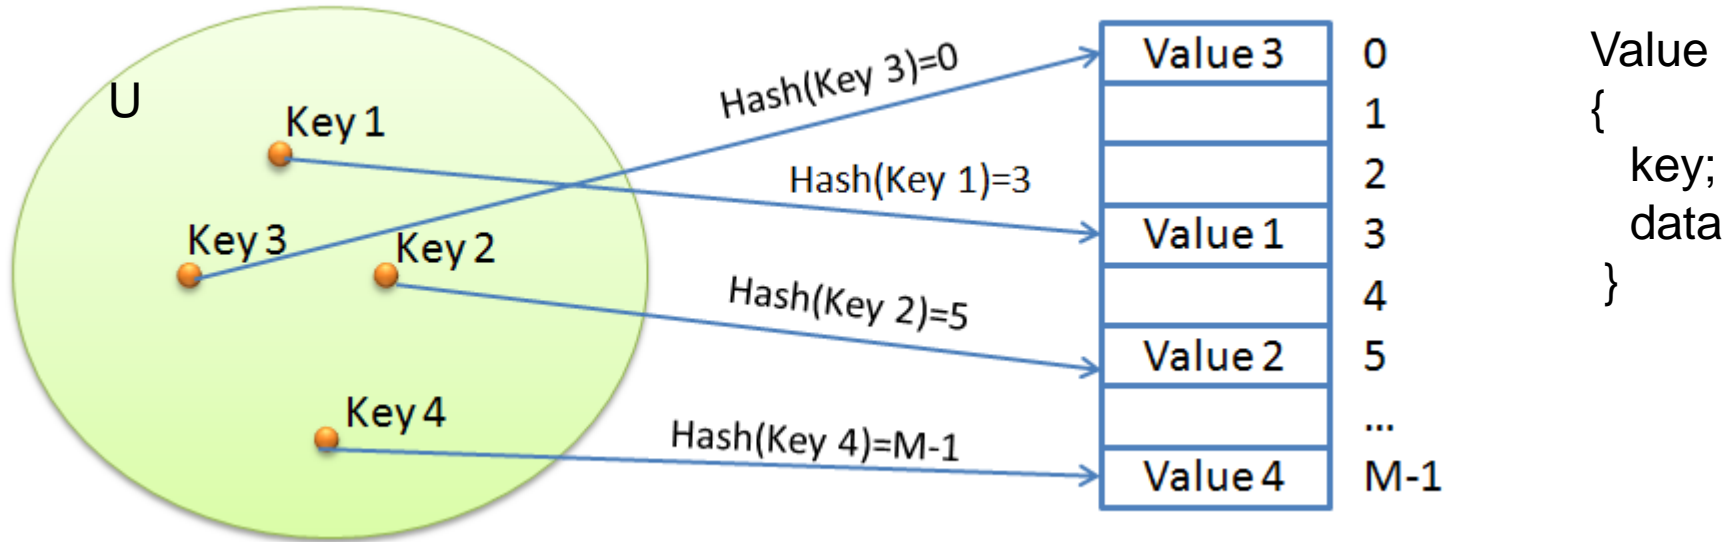 U
Key 1
Key 3
Key 2
Key 4
Hash(Key 3)=0
Hash(Key 1)=3
Hash(Key 2)=5
Hash(Key 4)=M-1
Value 3 0
1
2
Value 1 3
4
Value 2 5
...
Value 4 M-1
Value
{
key;
data
}